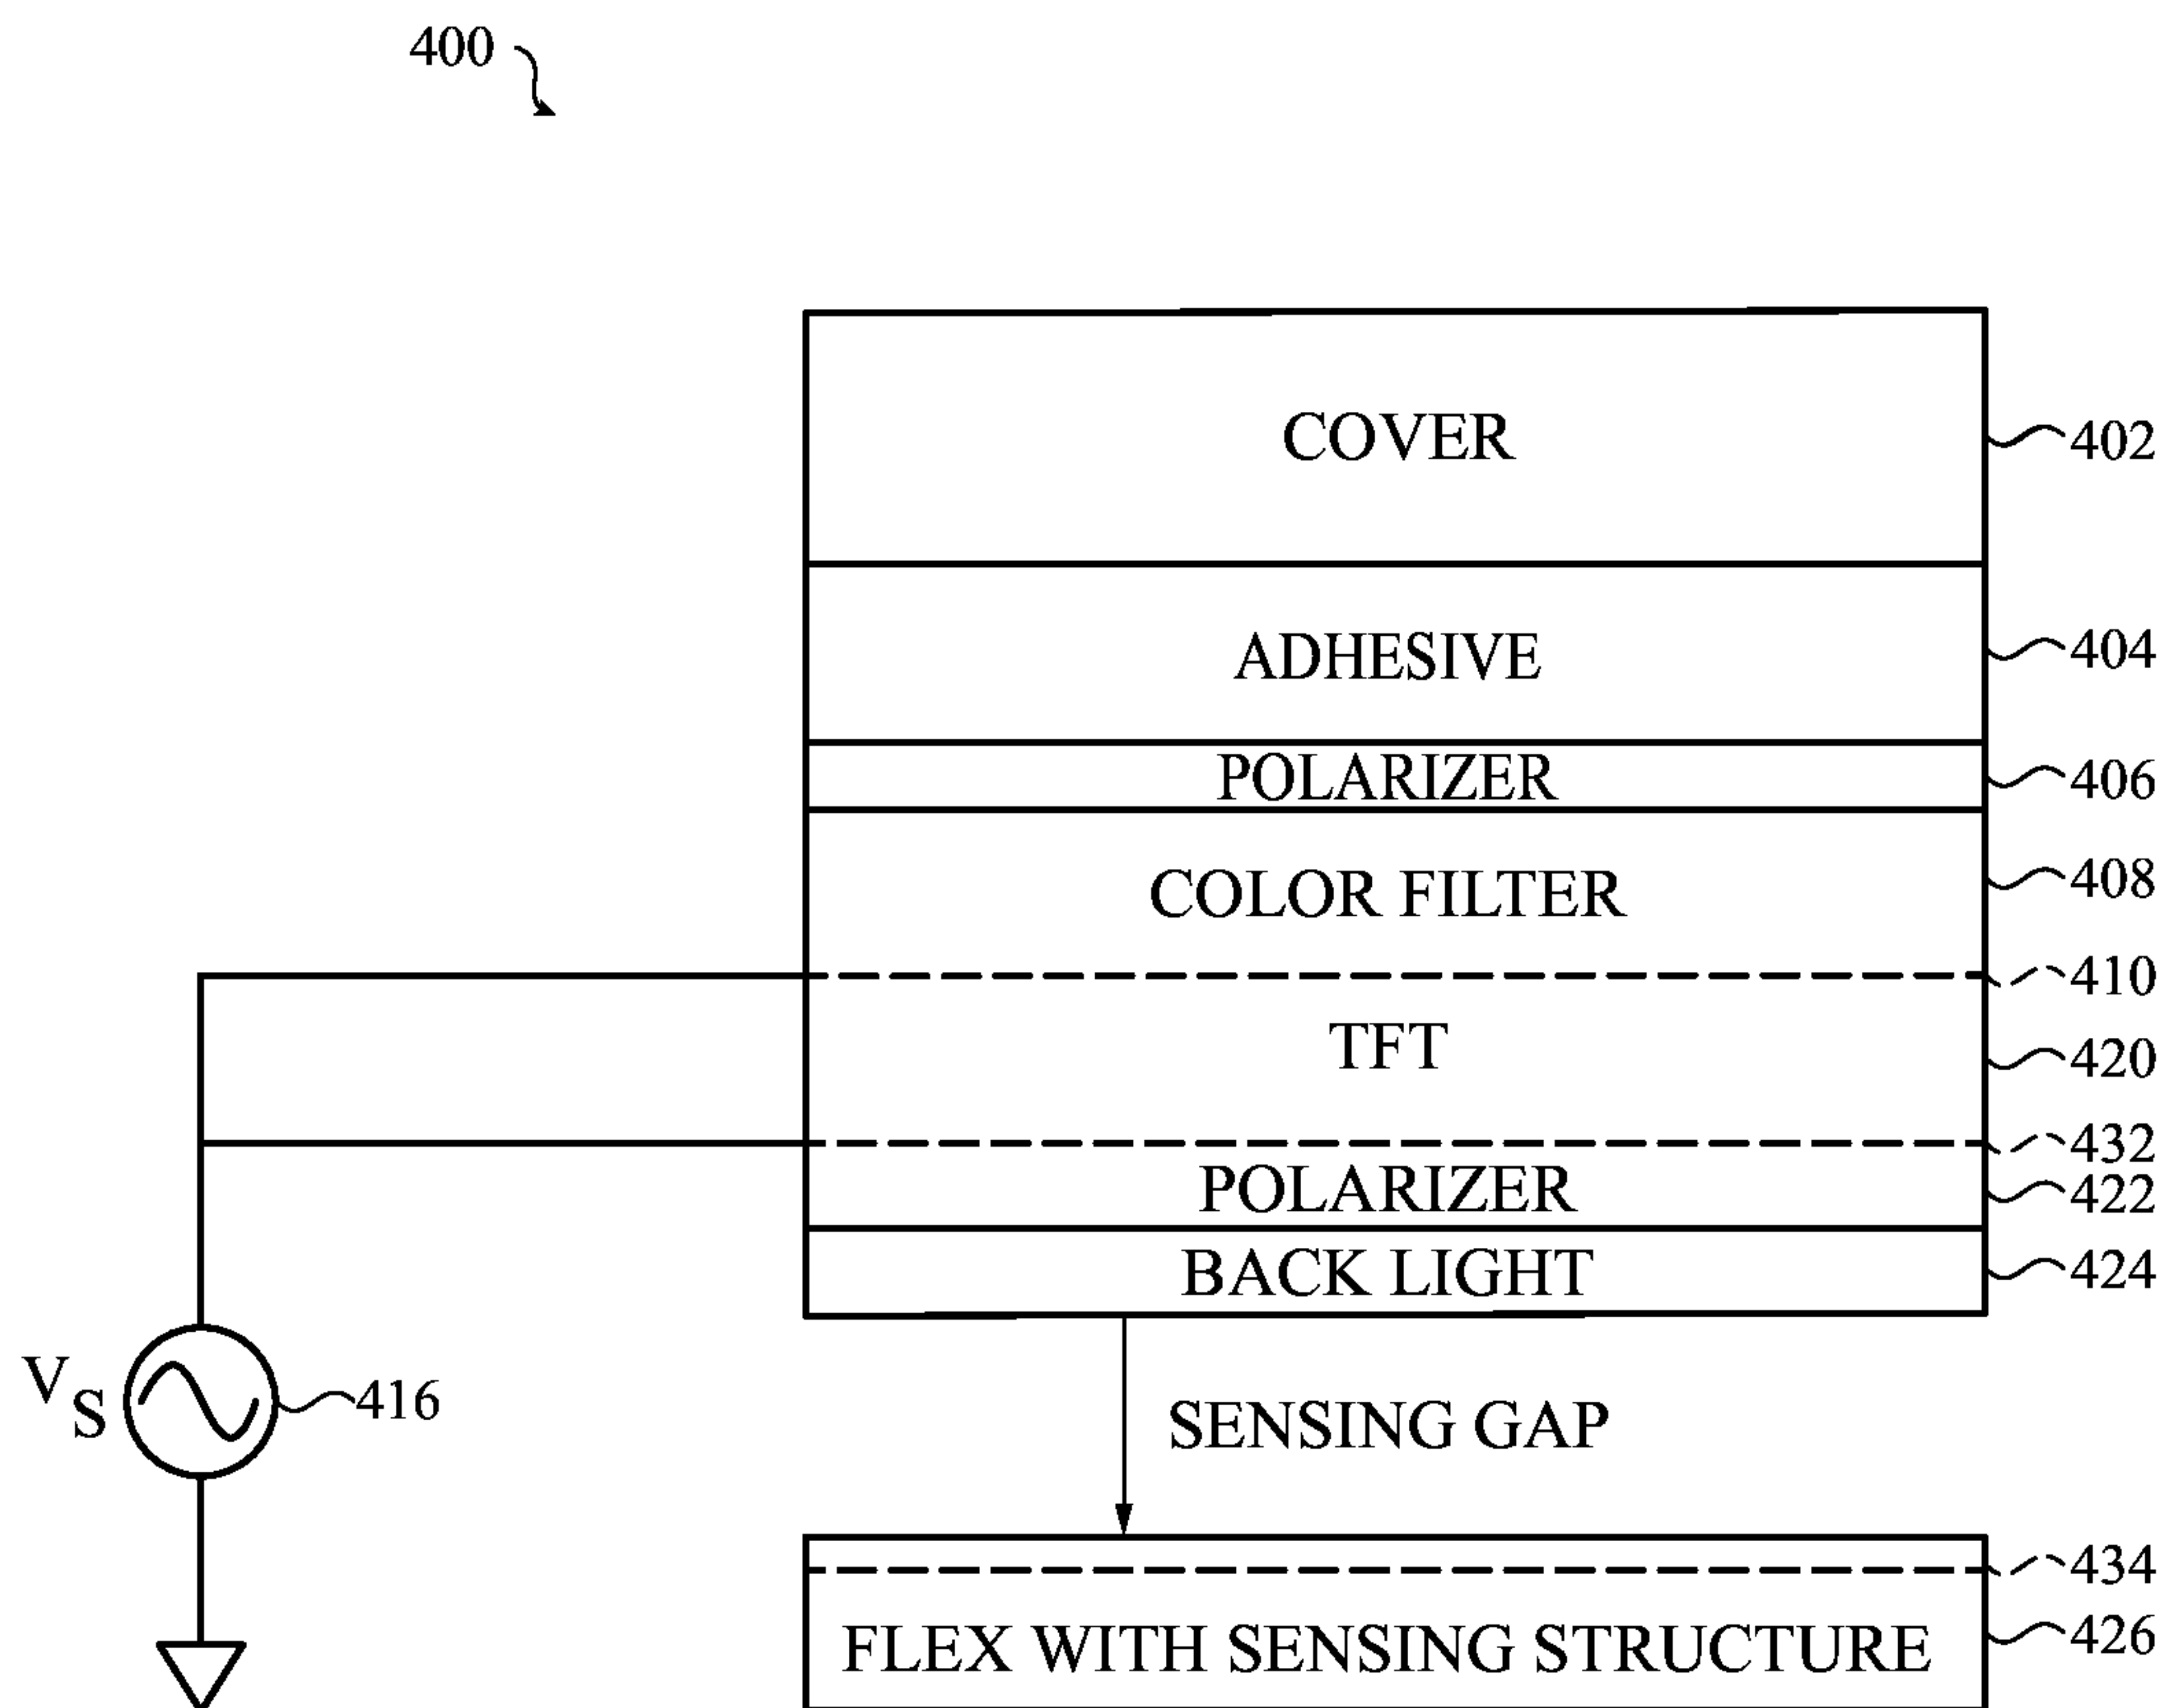 400
COVER 402
ADHESIVE 404
POLARIZER 406
COLOR FILTER 408
410
TFT 420
432
POLARIZER 422
BACK LIGHT 424
VS 416
SENSING GAP
434
FLEX WITH SENSING STRUCTURE 426